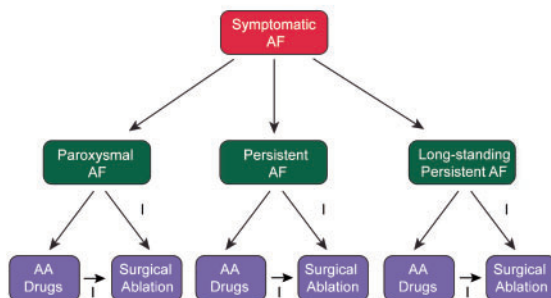 Symptomatic
AF
Paroxysmal
AF
Persistent
AF
Long-standing
Persistent AF
I
I
I
AA
Drugs
I
Surgical
Ablation
AA
Drugs
I
Surgical
Ablation
AA
Drugs
I
Surgical
Ablation